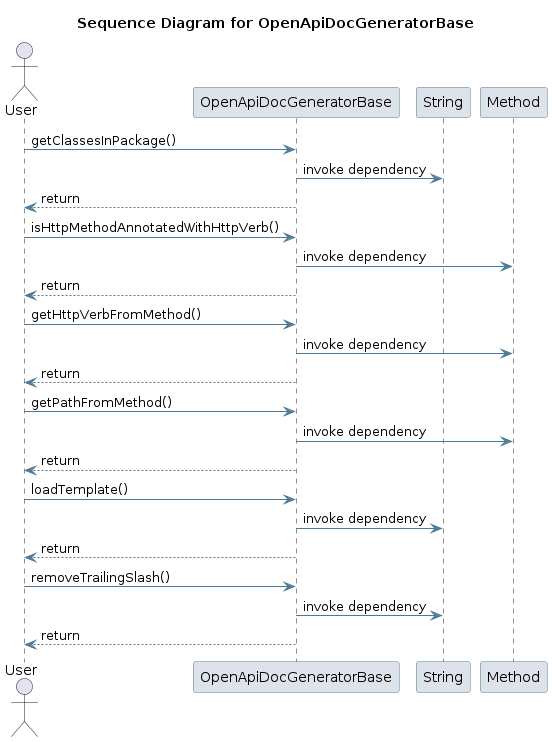 Sequence Diagram for OpenApiDocGeneratorBase
User
OpenApiDocGeneratorBase
String
Method
getClassesInPackage()
invoke dependency
return
isHttpMethodAnnotatedWithHttpVerb()
invoke dependency
return
getHttpVerbFromMethod()
invoke dependency
return
getPathFromMethod()
invoke dependency
return
loadTemplate()
invoke dependency
return
removeTrailingSlash()
invoke dependency
return
User
OpenApiDocGeneratorBase
String
Method